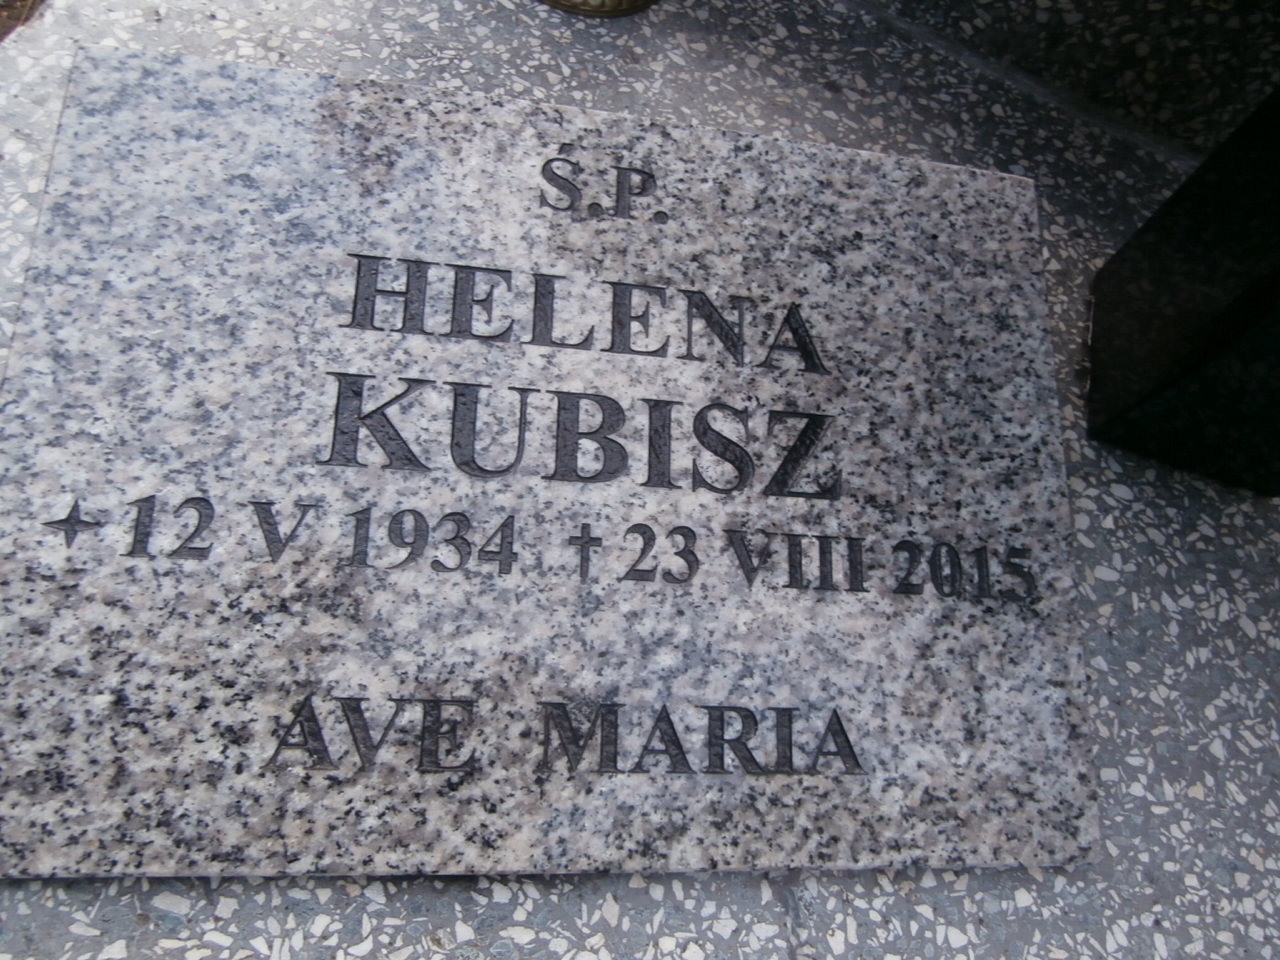 Ś.P.
HELENA
KUBISZ
✦ 12 V 1934 † 23 VIII 2015
AVE MARIA